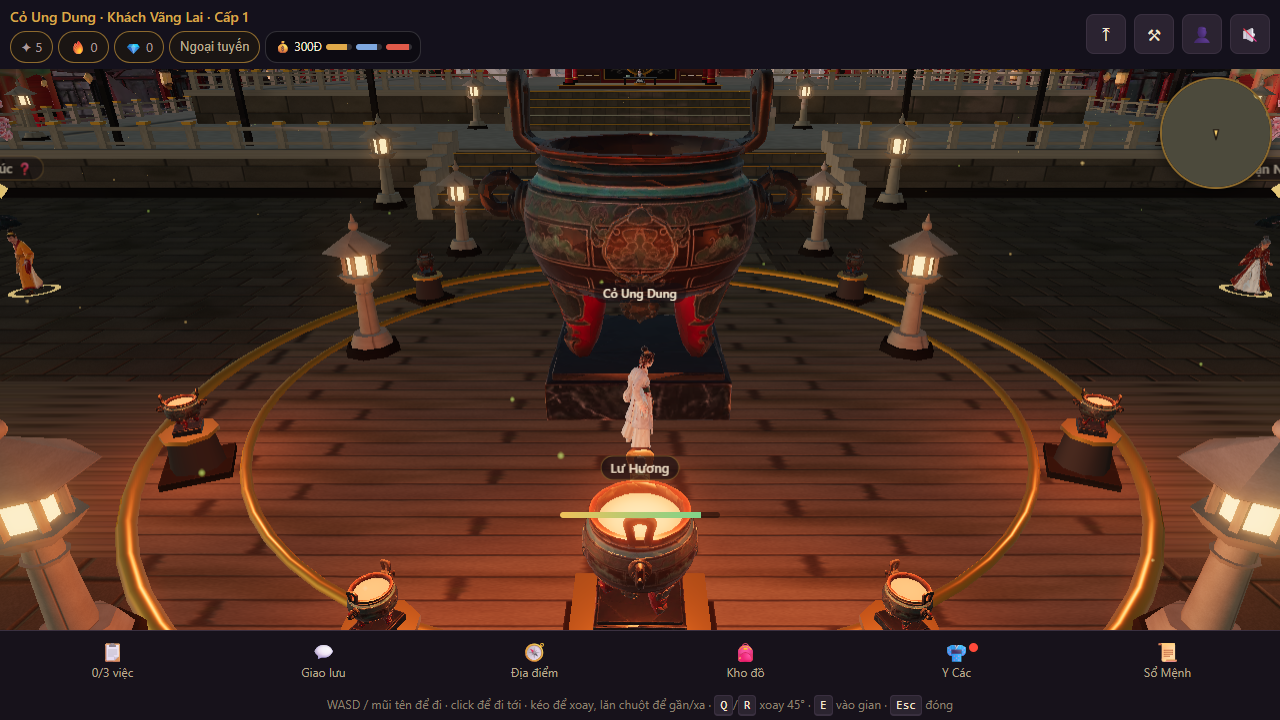 Cỏ Ung Dung · Khách Vãng Lai · Cấp 1
5
0
0
Ngoại tuyến
300Đ
úc ?
Cỏ Ung Dung
Lư Hương
0/3 việc
Giao lưu
Địa điểm
Kho đồ
Y Các
Sổ Mệnh
WASD / mũi tên để đi · click để đi tới · kéo để xoay, lăn chuột để gần/xa · Q / R xoay 45° · E vào gian · Esc đóng